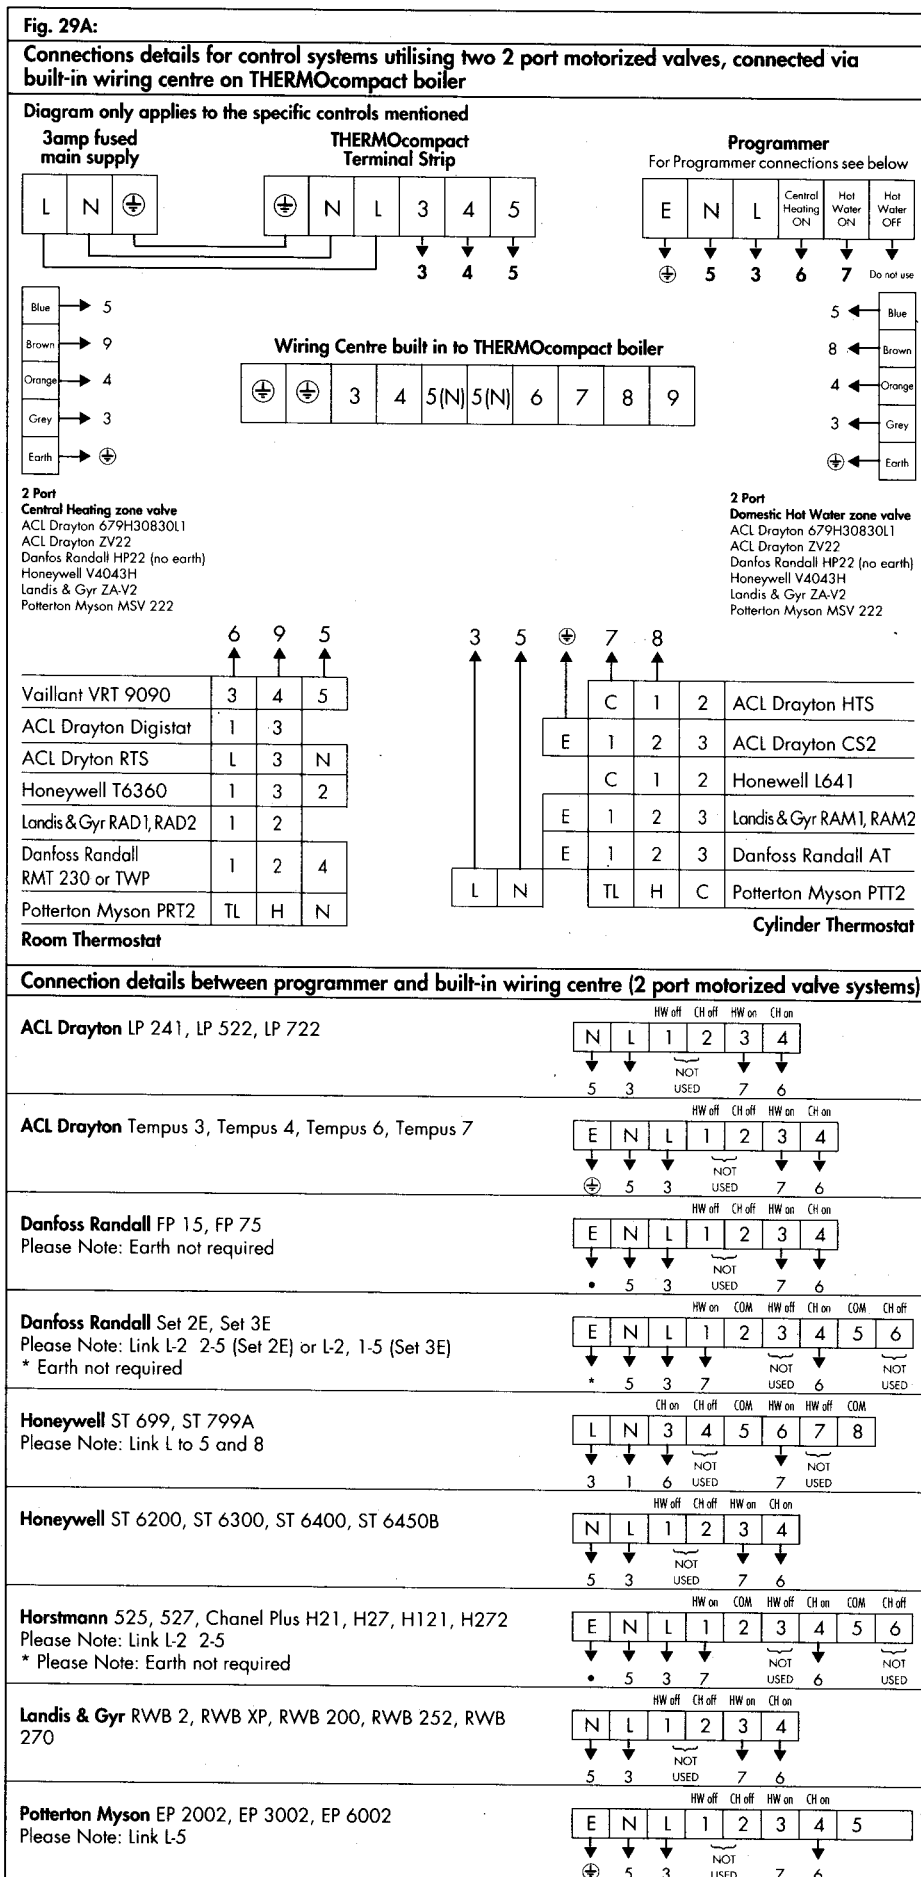 Fig. 29A:
Connections details for control systems utilising two 2 port motorized valves, connected via
built-in wiring centre on THERMOcompact boiler
Diagram only applies to the specific controls mentioned
3amp fused
main supply
L N
THERMOcompact
Terminal Strip
N L 3 4 5
3 4 5
Programmer
For Programmer connections see below
E N L Central Heating ON Hot Water ON Hot Water OFF
5 3 6 7 Do not use
Blue 5
Brown 9
Orange 4
Grey 3
Earth
Wiring Centre built in to THERMOcompact boiler
3 4 5(N) 5(N) 6 7 8 9
5 Blue
8 Brown
4 Orange
3 Grey
Earth
2 Port
Central Heating zone valve
ACL Drayton 679H30830L1
ACL Drayton ZV22
Danfos Randall HP22 (no earth)
Honeywell V4043H
Landis & Gyr ZA-V2
Potterton Myson MSV 222
2 Port
Domestic Hot Water zone valve
ACL Drayton 679H30830L1
ACL Drayton ZV22
Danfos Randall HP22 (no earth)
Honeywell V4043H
Landis & Gyr ZA-V2
Potterton Myson MSV 222
6 9 5
Vaillant VRT 9090 3 4 5
ACL Drayton Digistat 1 3
ACL Dryton RTS L 3 N
Honeywell T6360 1 3 2
Landis & Gyr RAD1, RAD2 1 2
Danfoss Randall
RMT 230 or TWP 1 2 4
Potterton Myson PRT2 TL H N
Room Thermostat
3 5 7 8
C 1 2 ACL Drayton HTS
E 1 2 3 ACL Drayton CS2
C 1 2 Honewell L641
E 1 2 3 Landis & Gyr RAM1, RAM2
E 1 2 3 Danfoss Randall AT
L N TL H C Potterton Myson PTT2
Cylinder Thermostat
Connection details between programmer and built-in wiring centre (2 port motorized valve systems)
ACL Drayton LP 241, LP 522, LP 722
HW off CH off HW on CH on
N L 1 2 3 4
NOT
5 3 USED 7 6
ACL Drayton Tempus 3, Tempus 4, Tempus 6, Tempus 7
HW off CH off HW on CH on
E N L 1 2 3 4
NOT
5 3 USED 7 6
Danfoss Randall FP 15, FP 75
Please Note: Earth not required
HW off CH off HW on CH on
E N L 1 2 3 4
NOT
• 5 3 USED 7 6
Danfoss Randall Set 2E, Set 3E
Please Note: Link L-2 2-5 (Set 2E) or L-2, 1-5 (Set 3E)
* Earth not required
HW on COM HW off CH on COM CH off
E N L 1 2 3 4 5 6
NOT NOT
* 5 3 7 USED 6 USED
Honeywell ST 699, ST 799A
Please Note: Link L to 5 and 8
CH on CH off COM HW on HW off COM
L N 3 4 5 6 7 8
NOT NOT
3 1 6 USED 7 USED
Honeywell ST 6200, ST 6300, ST 6400, ST 6450B
HW off CH off HW on CH on
N L 1 2 3 4
NOT
5 3 USED 7 6
Horstmann 525, 527, Chanel Plus H21, H27, H121, H272
Please Note: Link L-2 2-5
* Please Note: Earth not required
HW on COM HW off CH on COM CH off
E N L 1 2 3 4 5 6
NOT NOT
• 5 3 7 USED 6 USED
Landis & Gyr RWB 2, RWB XP, RWB 200, RWB 252, RWB
270
HW off CH off HW on CH on
N L 1 2 3 4
NOT
5 3 USED 7 6
Potterton Myson EP 2002, EP 3002, EP 6002
Please Note: Link L-5
HW off CH off HW on CH on
E N L 1 2 3 4 5
NOT
5 3 USED 7 6